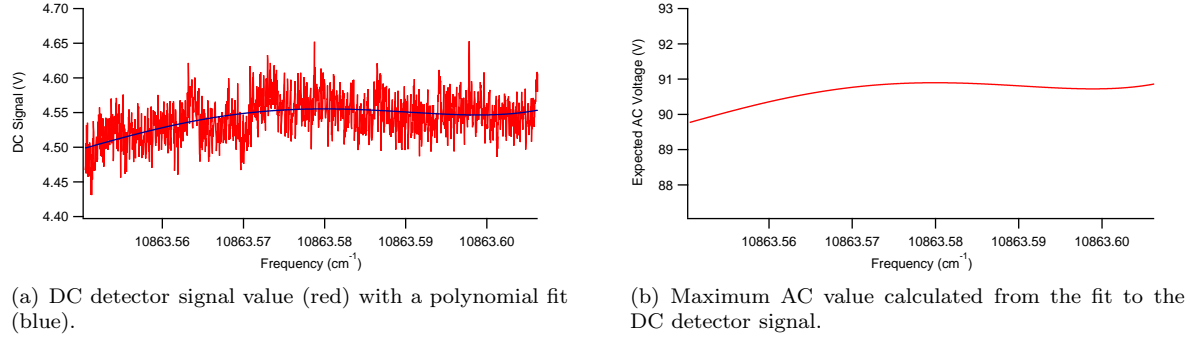 4.70
4.65
4.60
4.55
4.50
4.45
4.40
DC Signal (V)
10863.56 10863.57 10863.58 10863.59 10863.60
Frequency (cm⁻¹)
(a) DC detector signal value (red) with a polynomial fit
(blue).
93
92
91
90
89
88
Expected AC Voltage (V)
10863.56 10863.57 10863.58 10863.59 10863.60
Frequency (cm⁻¹)
(b) Maximum AC value calculated from the fit to the
DC detector signal.